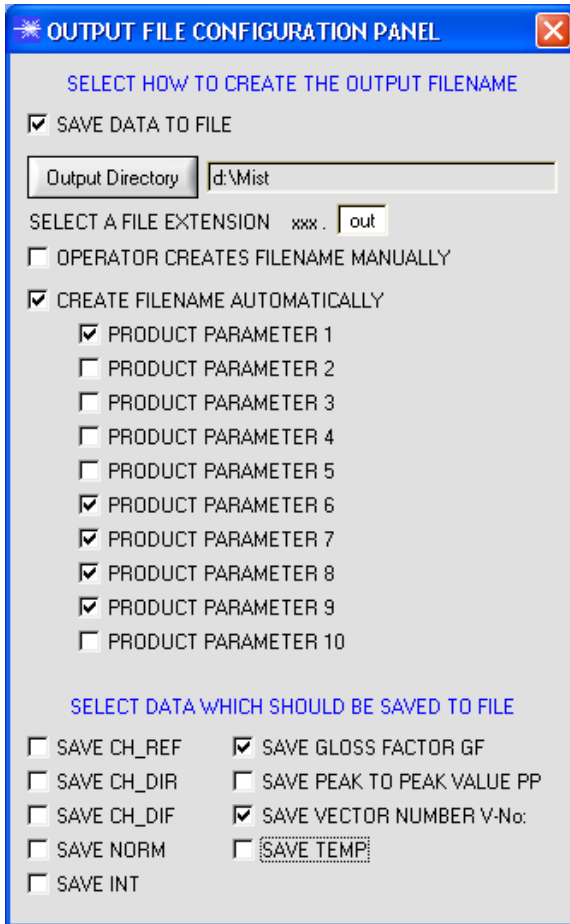 OUTPUT FILE CONFIGURATION PANEL
SELECT HOW TO CREATE THE OUTPUT FILENAME
SAVE DATA TO FILE
Output Directory d:\Mist
SELECT A FILE EXTENSION xxx . out
OPERATOR CREATES FILENAME MANUALLY
CREATE FILENAME AUTOMATICALLY
PRODUCT PARAMETER 1
PRODUCT PARAMETER 2
PRODUCT PARAMETER 3
PRODUCT PARAMETER 4
PRODUCT PARAMETER 5
PRODUCT PARAMETER 6
PRODUCT PARAMETER 7
PRODUCT PARAMETER 8
PRODUCT PARAMETER 9
PRODUCT PARAMETER 10
SELECT DATA WHICH SHOULD BE SAVED TO FILE
SAVE CH_REF SAVE GLOSS FACTOR GF
SAVE CH_DIR SAVE PEAK TO PEAK VALUE PP
SAVE CH_DIF SAVE VECTOR NUMBER V-No:
SAVE NORM SAVE TEMP
SAVE INT